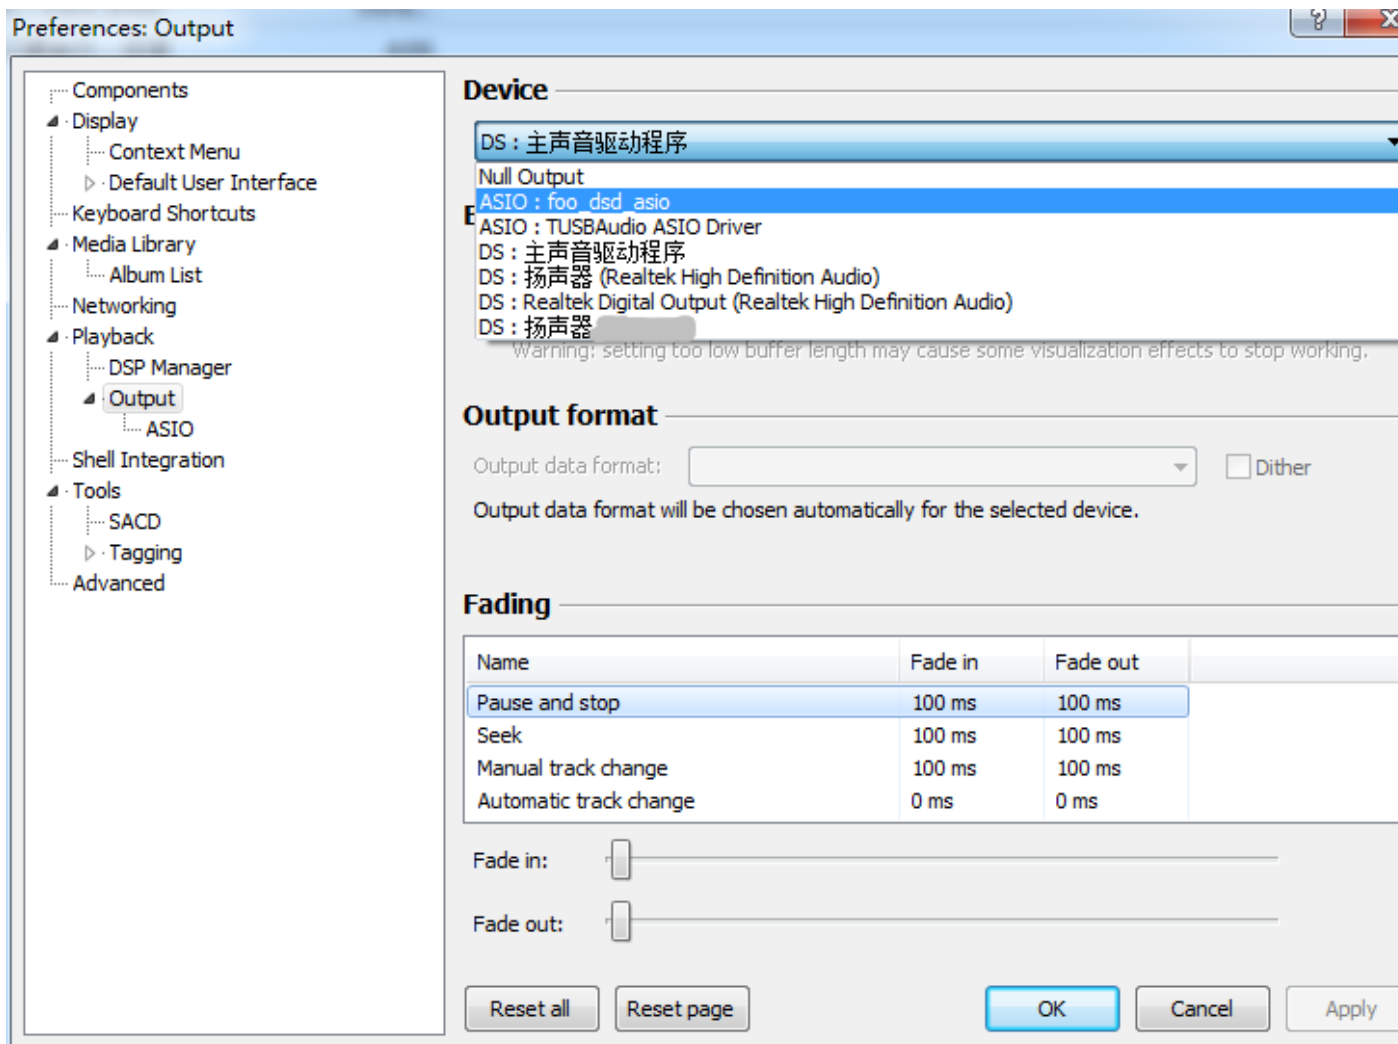 Preferences: Output
Components
Display
Context Menu
Default User Interface
Keyboard Shortcuts
Media Library
Album List
Networking
Playback
DSP Manager
Output
ASIO
Shell Integration
Tools
SACD
Tagging
Advanced
Device
DS : 主声音驱动程序
Null Output
ASIO : foo_dsd_asio
ASIO : TUSBAudio ASIO Driver
DS : 主声音驱动程序
DS : 扬声器 (Realtek High Definition Audio)
DS : Realtek Digital Output (Realtek High Definition Audio)
DS : 扬声器
Warning: setting too low buffer length may cause some visualization effects to stop working.
Output format
Output data format:
Dither
Output data format will be chosen automatically for the selected device.
Fading
Name Fade in Fade out
Pause and stop 100 ms 100 ms
Seek 100 ms 100 ms
Manual track change 100 ms 100 ms
Automatic track change 0 ms 0 ms
Fade in:
Fade out:
Reset all Reset page OK Cancel Apply